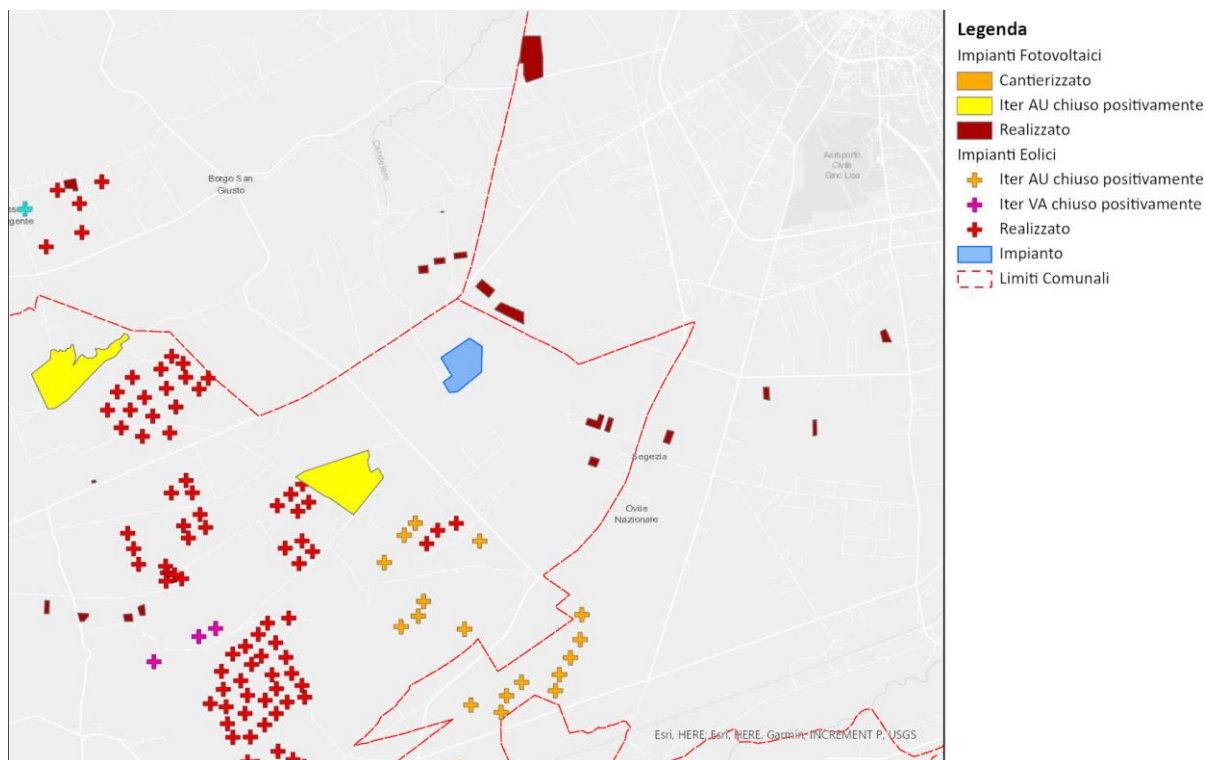 Legenda
Impianti Fotovoltaici
Cantierizzato
Iter AU chiuso positivamente
Realizzato
Impianti Eolici
Iter AU chiuso positivamente
Iter VA chiuso positivamente
Realizzato
Impianto
Limiti Comunali
Aeroporto
Civile
Gino Lisa
Borgo San
Giusto
Segezia
Ovile
Nazionale
Esri, HERE; Esri, HERE, Garmin, INCREMENT P, USGS